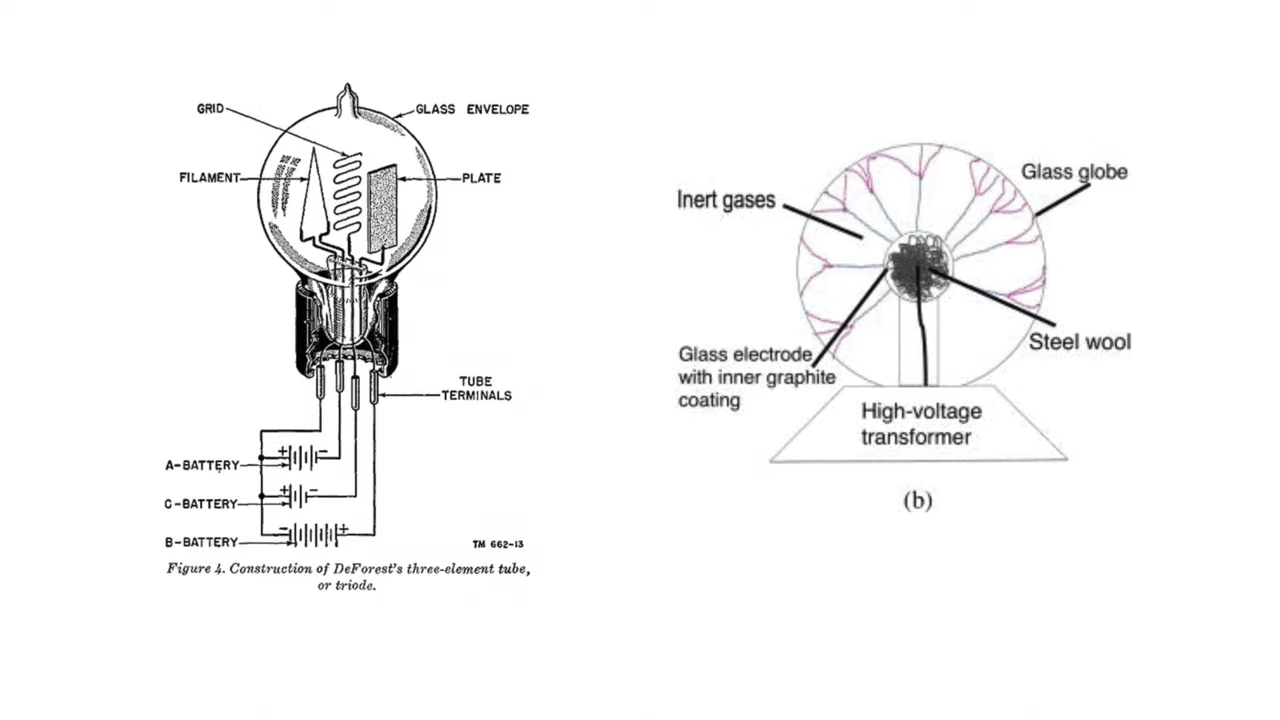 GRID
GLASS ENVELOPE
FILAMENT
PLATE
TUBE
TERMINALS
+ -
A-BATTERY
+ -
C-BATTERY
- +
B-BATTERY
TM 662-13
Figure 4. Construction of DeForest's three-element tube,
or triode.
Glass globe
Inert gases
Steel wool
Glass electrode
with inner graphite
coating
High-voltage
transformer
(b)